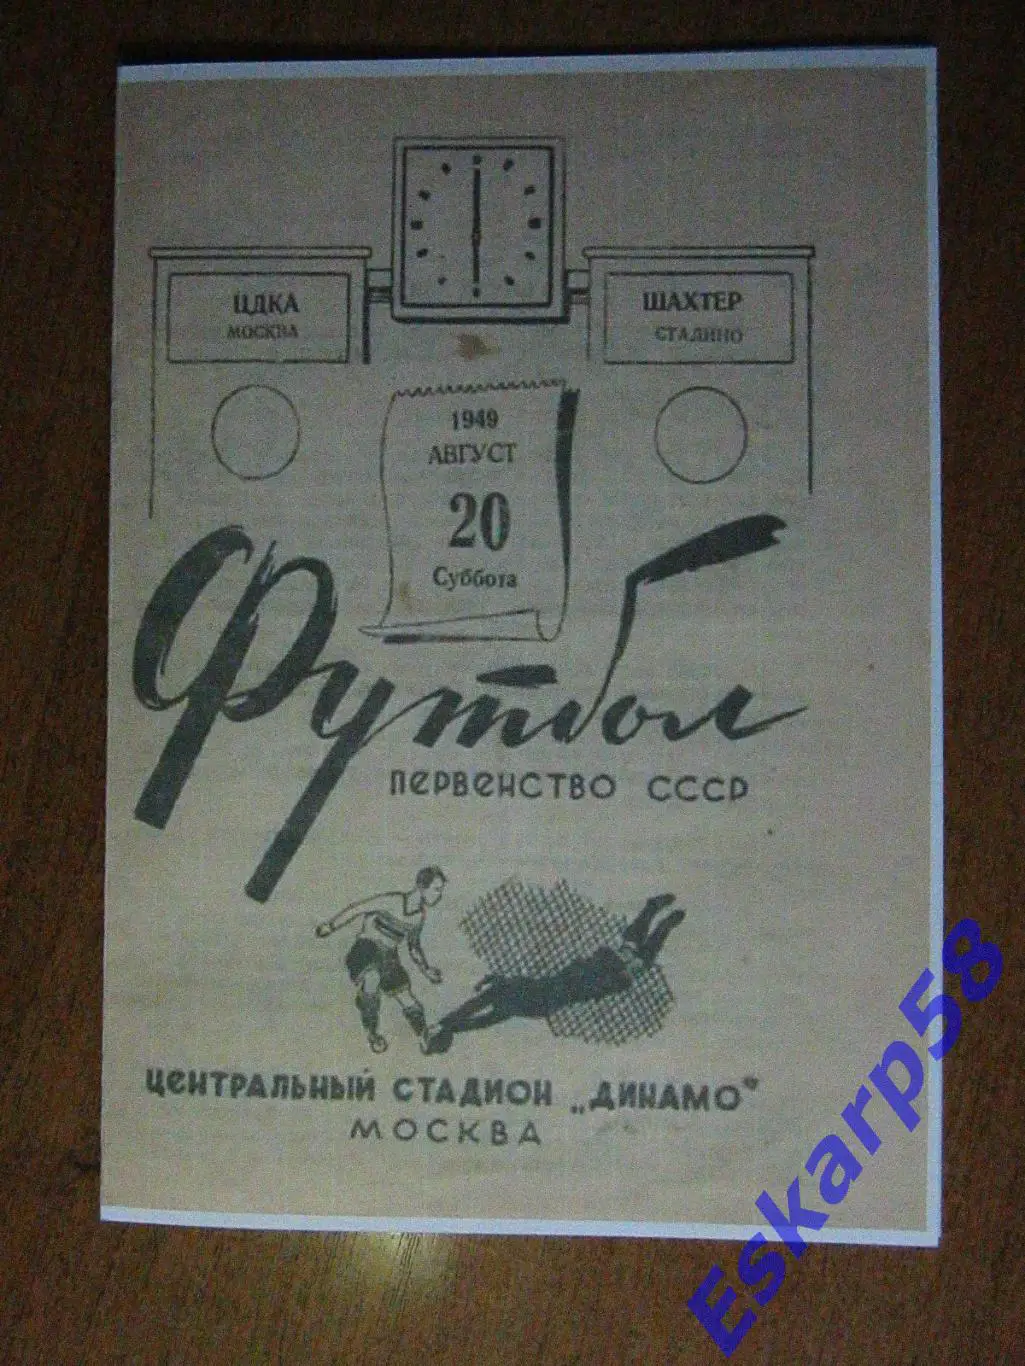 ЦДКА
МОСКВА
ШАХТЕР
СТАЛИНО
1949
АВГУСТ
20
Суббота
Футбол
ПЕРВЕНСТВО СССР
ЦЕНТРАЛЬНЫЙ СТАДИОН „ДИНАМО"
МОСКВА
Eskarp58